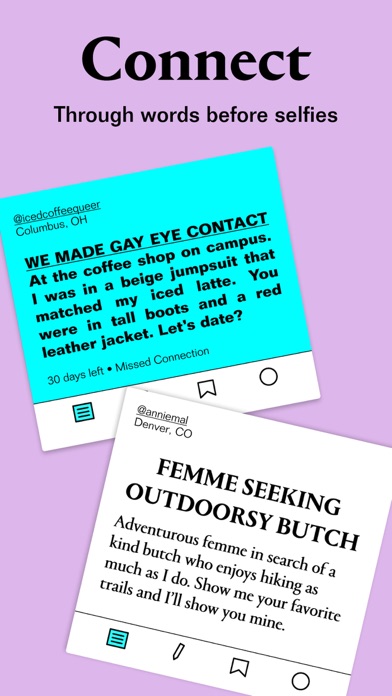 Connect
Through words before selfies
@icedcoffeequeer
Columbus, OH
WE MADE GAY EYE CONTACT
At the coffee shop on campus.
I was in a beige jumpsuit that
matched my iced latte. You
were in tall boots and a red
leather jacket. Let's date?
30 days left • Missed Connection
@anniemal
Denver, CO
FEMME SEEKING
OUTDOORSY BUTCH
Adventurous femme in search of a
kind butch who enjoys hiking as
much as I do. Show me your favorite
trails and I’ll show you mine.